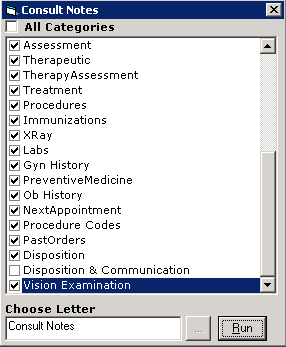 Consult Notes
All Categories
Assessment
Therapeutic
TherapyAssessment
Treatment
Procedures
Immunizations
XRay
Labs
Gyn History
PreventiveMedicine
Ob History
NextAppointment
Procedure Codes
PastOrders
Disposition
Disposition & Communication
Vision Examination
Choose Letter
Consult Notes ... Run